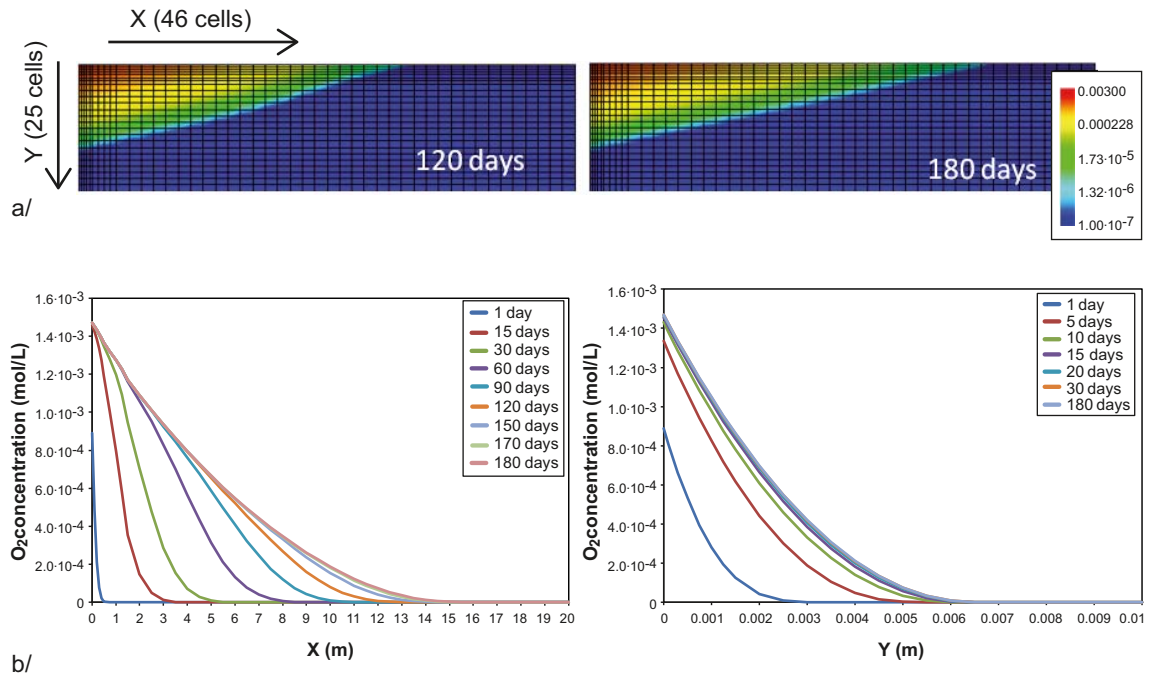 X (46 cells)
Y (25 cells)
120 days
180 days
0.00300
0.000228
1.73·10⁻⁵
1.32·10⁻⁶
1.00·10⁻⁷
a/
O₂concentration (mol/L)
1.6·10⁻³
1.4·10⁻³
1.2·10⁻³
1.0·10⁻³
8.0·10⁻⁴
6.0·10⁻⁴
4.0·10⁻⁴
2.0·10⁻⁴
0
0 1 2 3 4 5 6 7 8 9 10 11 12 13 14 15 16 17 18 19 20
X (m)
1 day
15 days
30 days
60 days
90 days
120 days
150 days
170 days
180 days
O₂concentration (mol/L)
1.6·10⁻³
1.4·10⁻³
1.2·10⁻³
1.0·10⁻³
8.0·10⁻⁴
6.0·10⁻⁴
4.0·10⁻⁴
2.0·10⁻⁴
0
0 0.001 0.002 0.003 0.004 0.005 0.006 0.007 0.008 0.009 0.01
Y (m)
1 day
5 days
10 days
15 days
20 days
30 days
180 days
b/